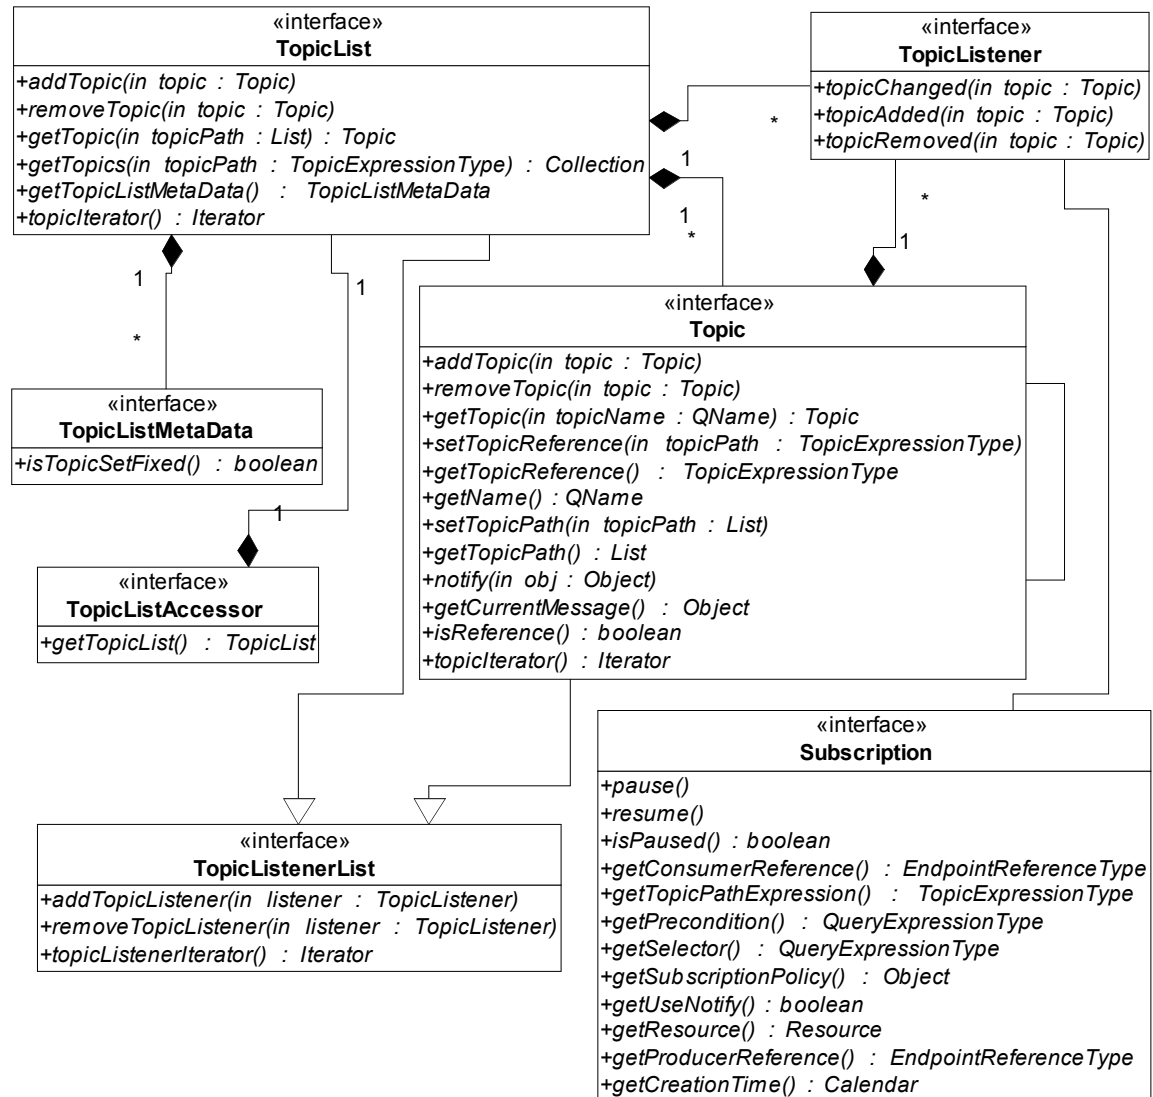 «interface»
TopicList
+addTopic(in topic : Topic)
+removeTopic(in topic : Topic)
+getTopic(in topicPath : List) : Topic
+getTopics(in topicPath : TopicExpressionType) : Collection
+getTopicListMetaData() : TopicListMetaData
+topicIterator() : Iterator
«interface»
TopicListener
+topicChanged(in topic : Topic)
+topicAdded(in topic : Topic)
+topicRemoved(in topic : Topic)
*
1
1
*
*
1
1
*
1
«interface»
Topic
+addTopic(in topic : Topic)
+removeTopic(in topic : Topic)
+getTopic(in topicName : QName) : Topic
+setTopicReference(in topicPath : TopicExpressionType)
+getTopicReference() : TopicExpressionType
+getName() : QName
+setTopicPath(in topicPath : List)
+getTopicPath() : List
+notify(in obj : Object)
+getCurrentMessage() : Object
+isReference() : boolean
+topicIterator() : Iterator
«interface»
TopicListMetaData
+isTopicSetFixed() : boolean
1
«interface»
TopicListAccessor
+getTopicList() : TopicList
«interface»
TopicListenerList
+addTopicListener(in listener : TopicListener)
+removeTopicListener(in listener : TopicListener)
+topicListenerIterator() : Iterator
«interface»
Subscription
+pause()
+resume()
+isPaused() : boolean
+getConsumerReference() : EndpointReferenceType
+getTopicPathExpression() : TopicExpressionType
+getPrecondition() : QueryExpressionType
+getSelector() : QueryExpressionType
+getSubscriptionPolicy() : Object
+getUseNotify() : boolean
+getResource() : Resource
+getProducerReference() : EndpointReferenceType
+getCreationTime() : Calendar